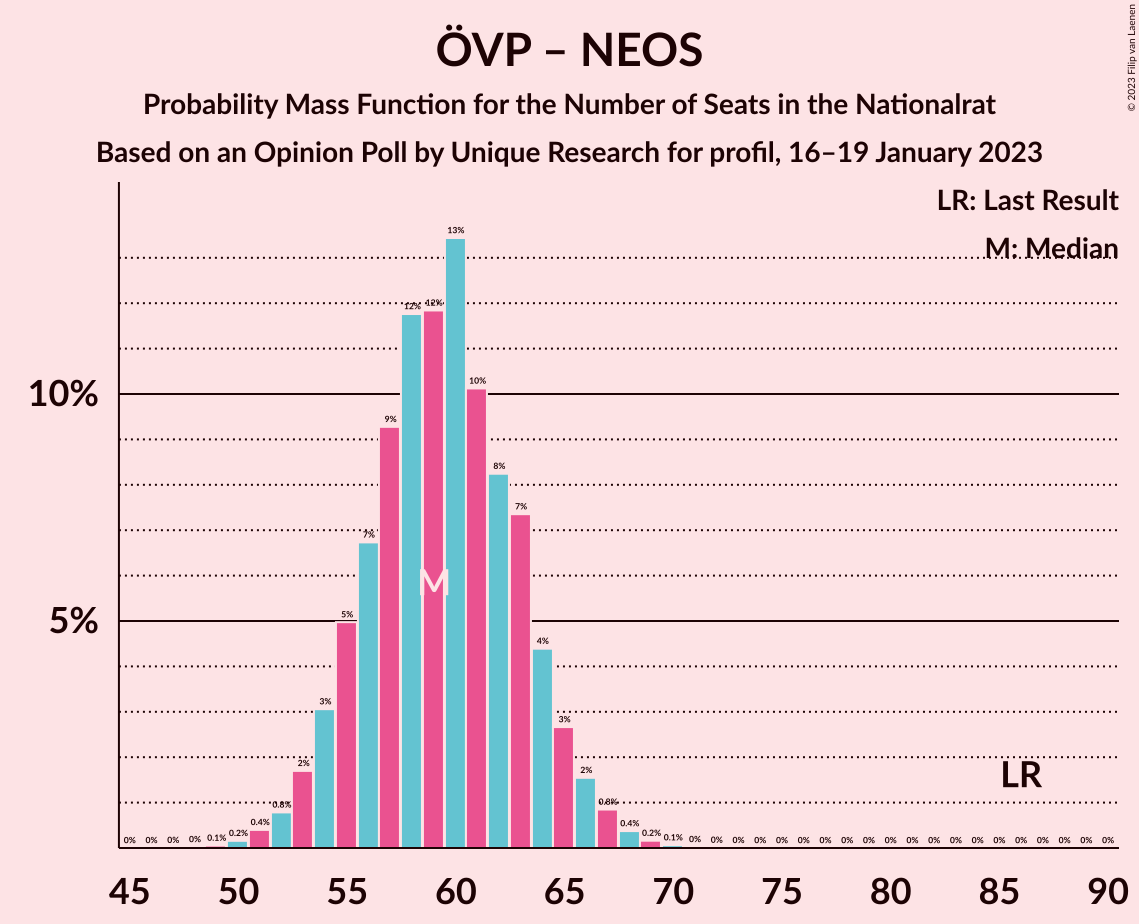 ÖVP – NEOS
Probability Mass Function for the Number of Seats in the Nationalrat
Based on an Opinion Poll by Unique Research for profil, 16–19 January 2023
© 2023 Filip van Laenen
LR: Last Result
M: Median
10%
5%
0% 0% 0% 0% 0.1% 0.2% 0.4% 0.8% 2% 3% 5% 7% 9% 12% 12% 13% 10% 8% 7% 4% 3% 2% 0.8% 0.4% 0.2% 0.1% 0% 0% 0% 0% 0% 0% 0% 0% 0% 0% 0% 0% 0% 0% 0% 0% 0% 0% 0% 0%
M
LR
45 50 55 60 65 70 75 80 85 90